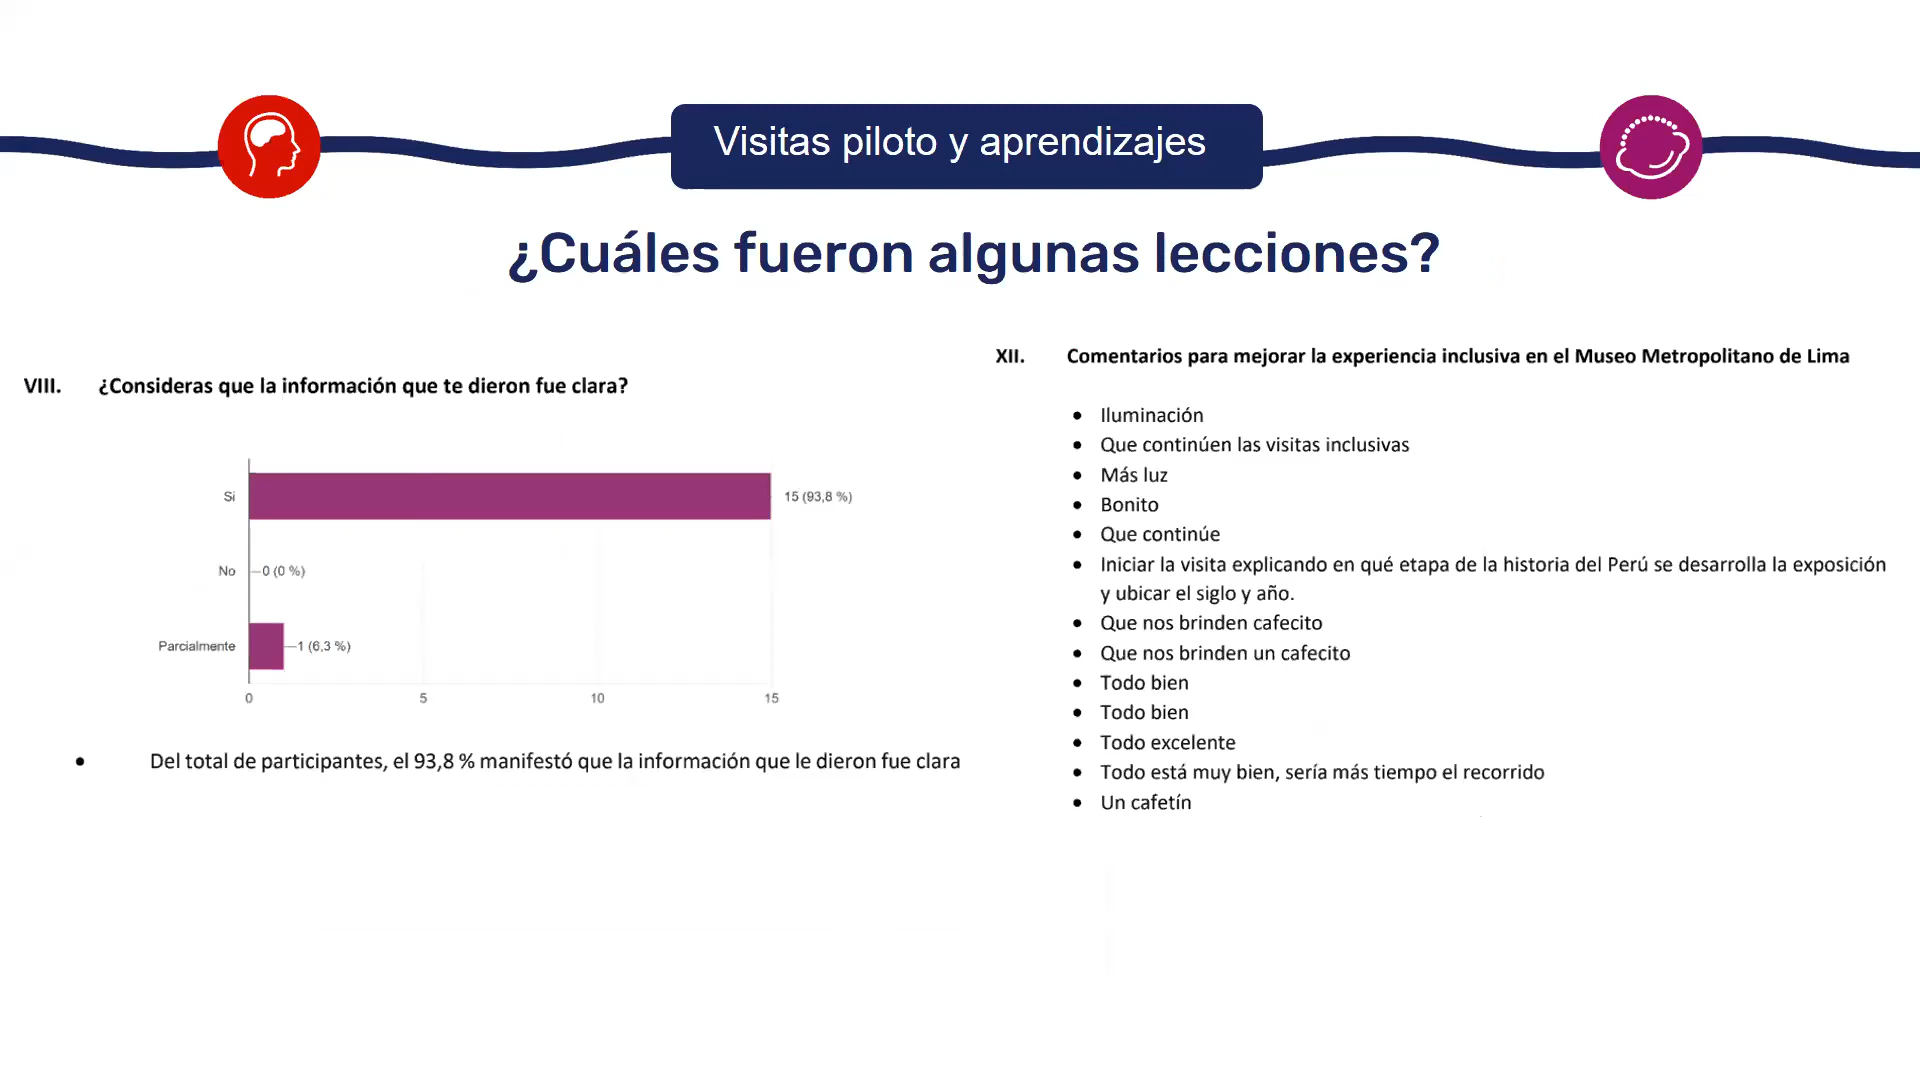 Visitas piloto y aprendizajes
¿Cuáles fueron algunas lecciones?
VIII. ¿Consideras que la información que te dieron fue clara?
Si
15 (93,8 %)
No
0 (0 %)
Parcialmente
1 (6,3 %)
0 5 10 15
• Del total de participantes, el 93,8 % manifestó que la información que le dieron fue clara
XII. Comentarios para mejorar la experiencia inclusiva en el Museo Metropolitano de Lima
• Iluminación
• Que continúen las visitas inclusivas
• Más luz
• Bonito
• Que continúe
• Iniciar la visita explicando en qué etapa de la historia del Perú se desarrolla la exposición
y ubicar el siglo y año.
• Que nos brinden cafecito
• Que nos brinden un cafecito
• Todo bien
• Todo bien
• Todo excelente
• Todo está muy bien, sería más tiempo el recorrido
• Un cafetín